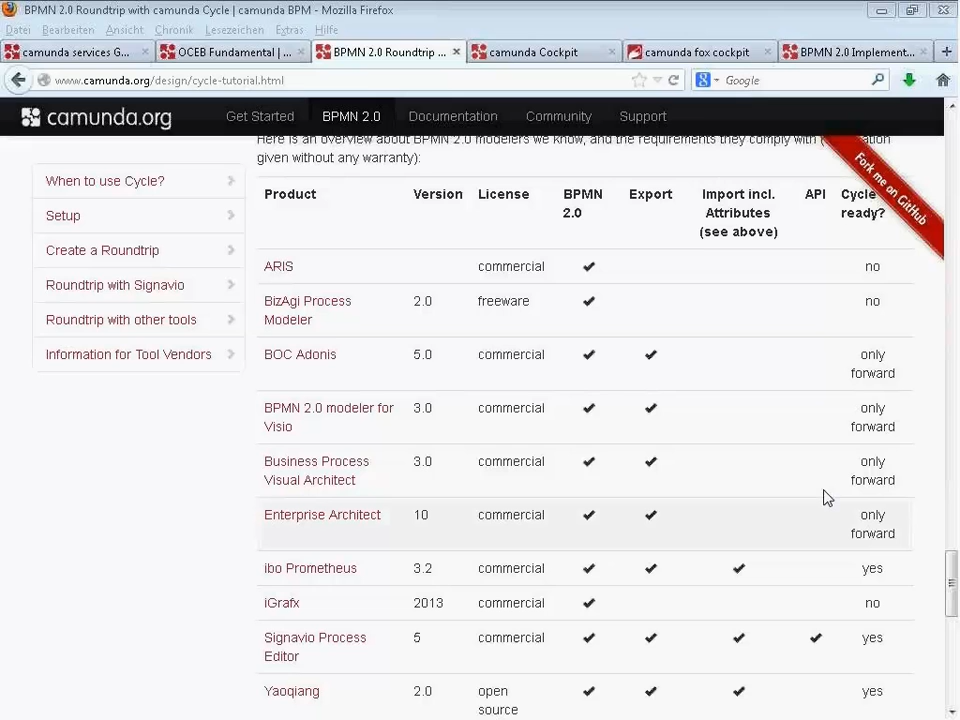 BPMN 2.0 Roundtrip with camunda Cycle | camunda BPM - Mozilla Firefox
Datei Bearbeiten Ansicht Chronik Lesezeichen Extras Hilfe
camunda services G... OCEB Fundamental | ... BPMN 2.0 Roundtrip ... camunda Cockpit camunda fox cockpit BPMN 2.0 Implement...
www.camunda.org/design/cycle-tutorial.html Google
camunda.org Get Started BPMN 2.0 Documentation Community Support
Fork me on GitHub
Here is an overview about BPMN 2.0 modelers we know, and the requirements they comply with
given without any warranty):
When to use Cycle?
Setup
Create a Roundtrip
Roundtrip with Signavio
Roundtrip with other tools
Information for Tool Vendors
Product Version License BPMN 2.0 Export Import incl. Attributes (see above) API Cycle ready?
ARIS commercial ✔ no
BizAgi Process Modeler 2.0 freeware ✔ no
BOC Adonis 5.0 commercial ✔ ✔ only forward
BPMN 2.0 modeler for Visio 3.0 commercial ✔ ✔ only forward
Business Process Visual Architect 3.0 commercial ✔ ✔ only forward
Enterprise Architect 10 commercial ✔ ✔ only forward
ibo Prometheus 3.2 commercial ✔ ✔ ✔ yes
iGrafx 2013 commercial ✔ no
Signavio Process Editor 5 commercial ✔ ✔ ✔ ✔ yes
Yaoqiang 2.0 open source ✔ ✔ ✔ yes